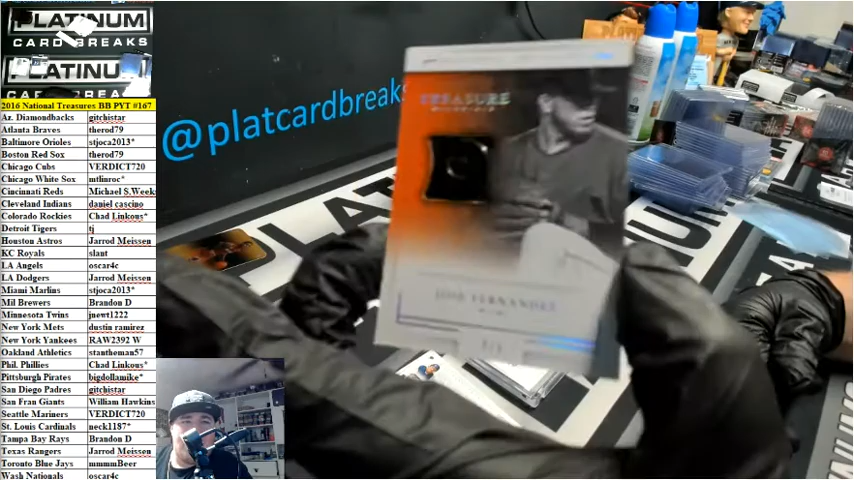 PLATINUM
CARD BREAKS
PLATINUM
2016 National Treasures BB PYT #167
Az. Diamondbacks gitchistar
Atlanta Braves therod79
Baltimore Orioles stjoca2013*
Boston Red Sox therod79
Chicago Cubs VERDICT720
Chicago White Sox mtlinroc*
Cincinnati Reds Michael S.Week
Cleveland Indians daniel cascino
Colorado Rockies Chad Linkous*
Detroit Tigers tj
Houston Astros Jarrod Meissen
KC Royals slant
LA Angels oscar4c
LA Dodgers Jarrod Meissen
Miami Marlins stjoca2013*
Mil Brewers Brandon D
Minnesota Twins jnewt1222
New York Mets dustin ramirez
New York Yankees RAW2392 W
Oakland Athletics stantheman57
Phil. Phillies Chad Linkous*
Pittsburgh Pirates bigdollamike*
San Diego Padres gitchistar
San Fran Giants William Hawkins
Seattle Mariners VERDICT720
St. Louis Cardinals neck1187*
Tampa Bay Rays Brandon D
Texas Rangers Jarrod Meissen
Toronto Blue Jays mmmmBeer
Wash Nationals oscar4c
@platcardbreaks
TREASURE
JOSE FERNANDEZ